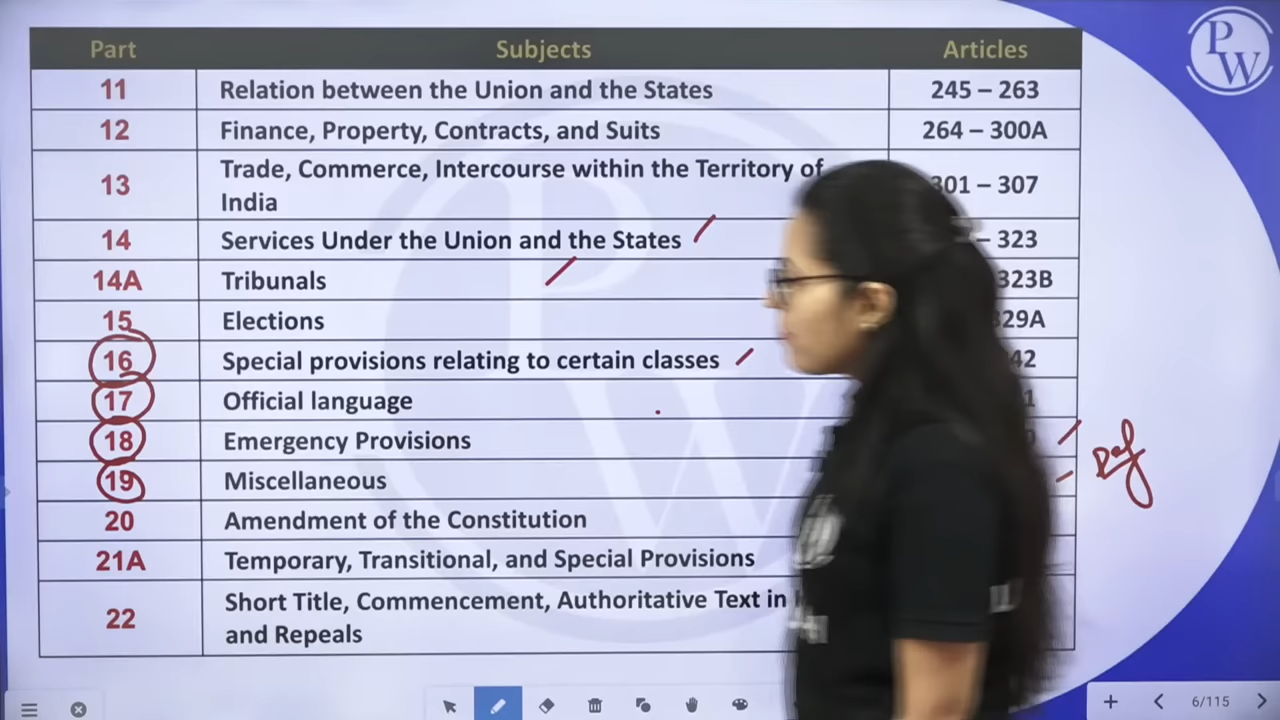 Part Subjects Articles
11 Relation between the Union and the States 245 – 263
12 Finance, Property, Contracts, and Suits 264 – 300A
13 Trade, Commerce, Intercourse within the Territory of
India 301 – 307
14 Services Under the Union and the States – 323
14A Tribunals 323B
15 Elections 329A
16 Special provisions relating to certain classes 42
17 Official language 1
18 Emergency Provisions
19 Miscellaneous
20 Amendment of the Constitution
21A Temporary, Transitional, and Special Provisions
22 Short Title, Commencement, Authoritative Text in
and Repeals
PW
6/115